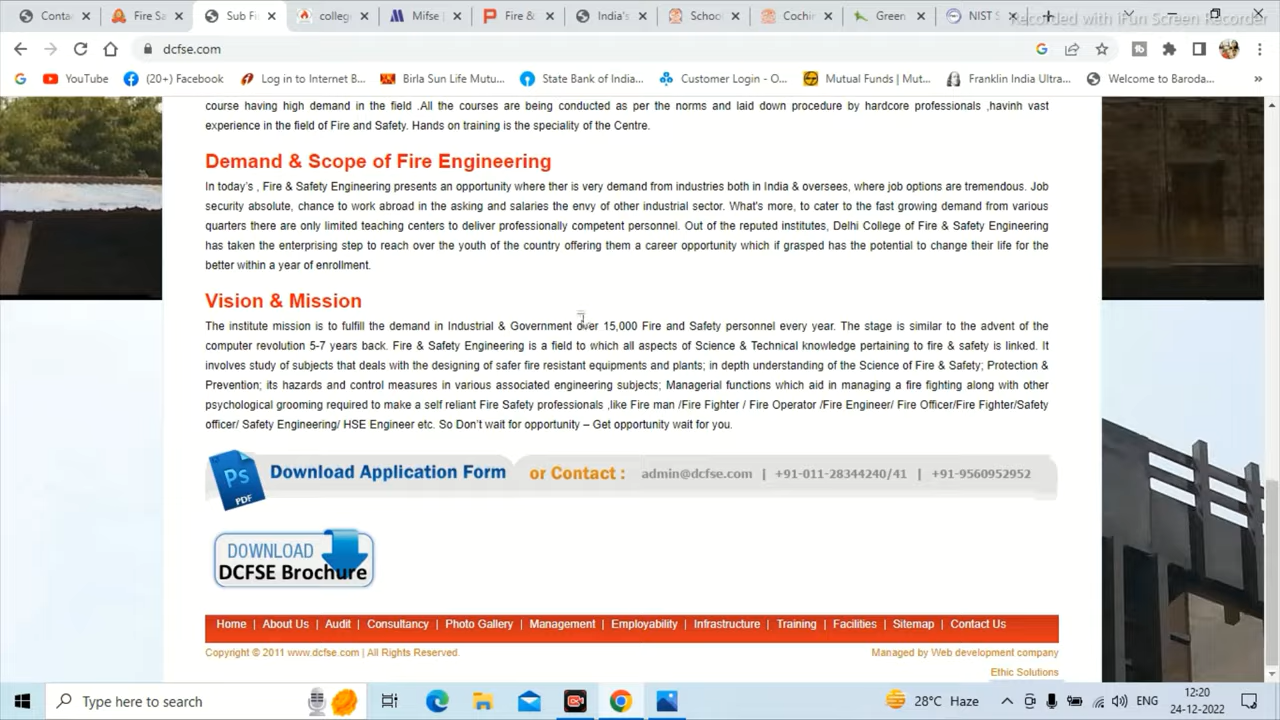 Conta
Fire Sa
Sub Fi
colleg
Mifse |
Fire &
India's
School
Cochi
Green
NIST S
Recorded with iFun Screen Recorder
dcfse.com
YouTube
(20+) Facebook
Log in to Internet B...
Birla Sun Life Mutu...
State Bank of India...
Customer Login - O...
Mutual Funds | Mut...
Franklin India Ultra...
Welcome to Baroda...
»
course having high demand in the field .All the courses are being conducted as per the norms and laid down procedure by hardcore professionals ,havinh vast
experience in the field of Fire and Safety. Hands on training is the speciality of the Centre.
Demand & Scope of Fire Engineering
In today's , Fire & Safety Engineering presents an opportunity where ther is very demand from industries both in India & oversees, where job options are tremendous. Job
security absolute, chance to work abroad in the asking and salaries the envy of other industrial sector. What's more, to cater to the fast growing demand from various
quarters there are only limited teaching centers to deliver professionally competent personnel. Out of the reputed institutes, Delhi College of Fire & Safety Engineering
has taken the enterprising step to reach over the youth of the country offering them a career opportunity which if grasped has the potential to change their life for the
better within a year of enrollment.
Vision & Mission
The institute mission is to fulfill the demand in Industrial & Government over 15,000 Fire and Safety personnel every year. The stage is similar to the advent of the
computer revolution 5-7 years back. Fire & Safety Engineering is a field to which all aspects of Science & Technical knowledge pertaining to fire & safety is linked. It
involves study of subjects that deals with the designing of safer fire resistant equipments and plants; in depth understanding of the Science of Fire & Safety; Protection &
Prevention; its hazards and control measures in various associated engineering subjects; Managerial functions which aid in managing a fire fighting along with other
psychological grooming required to make a self reliant Fire Safety professionals ,like Fire man /Fire Fighter / Fire Operator /Fire Engineer/ Fire Officer/Fire Fighter/Safety
officer/ Safety Engineering/ HSE Engineer etc. So Don't wait for opportunity – Get opportunity wait for you.
Ps
PDF
Download Application Form or Contact : admin@dcfse.com | +91-011-28344240/41 | +91-9560952952
DOWNLOAD
DCFSE Brochure
Home | About Us | Audit | Consultancy | Photo Gallery | Management | Employability | Infrastructure | Training | Facilities | Sitemap | Contact Us
Copyright © 2011 www.dcfse.com | All Rights Reserved.
Managed by Web development company
Ethic Solutions
Type here to search
28°C Haze
ENG
12:20
24-12-2022